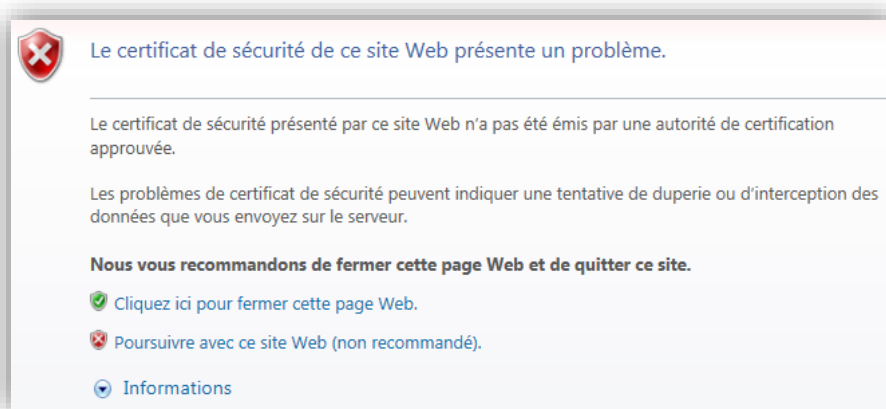 Le certificat de sécurité de ce site Web présente un problème.
Le certificat de sécurité présenté par ce site Web n'a pas été émis par une autorité de certification
approuvée.
Les problèmes de certificat de sécurité peuvent indiquer une tentative de duperie ou d'interception des
données que vous envoyez sur le serveur.
Nous vous recommandons de fermer cette page Web et de quitter ce site.
Cliquez ici pour fermer cette page Web.
Poursuivre avec ce site Web (non recommandé).
Informations